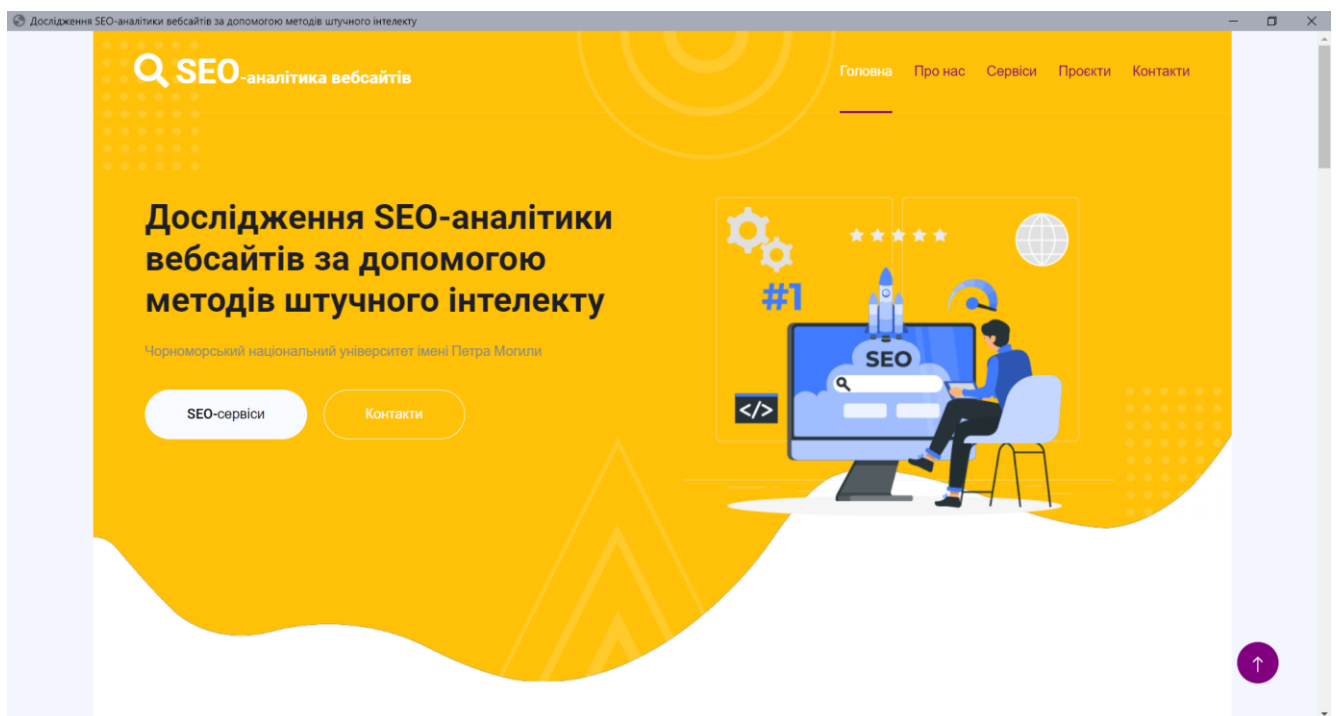 Дослідження SEO-аналітики вебсайтів за допомогою методів штучного інтелекту
SEO-аналітика вебсайтів
Головна Про нас Сервіси Проєкти Контакти
Дослідження SEO-аналітики
вебсайтів за допомогою
методів штучного інтелекту
Чорноморський національний університет імені Петра Могили
SEO-сервіси Контакти
#1
SEO
</>